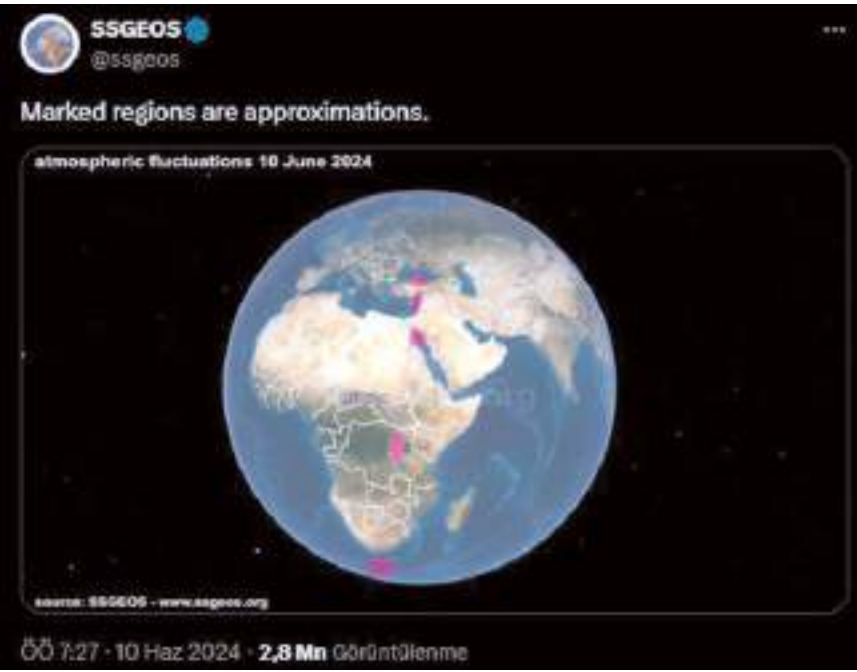 SSGEOS
@ssgeos
Marked regions are approximations.
atmospheric fluctuations 10 June 2024
source: SSGEOS - www.ssgeos.org
ÖÖ 7:27 · 10 Haz 2024 · 2,8 Mn Görüntülenme